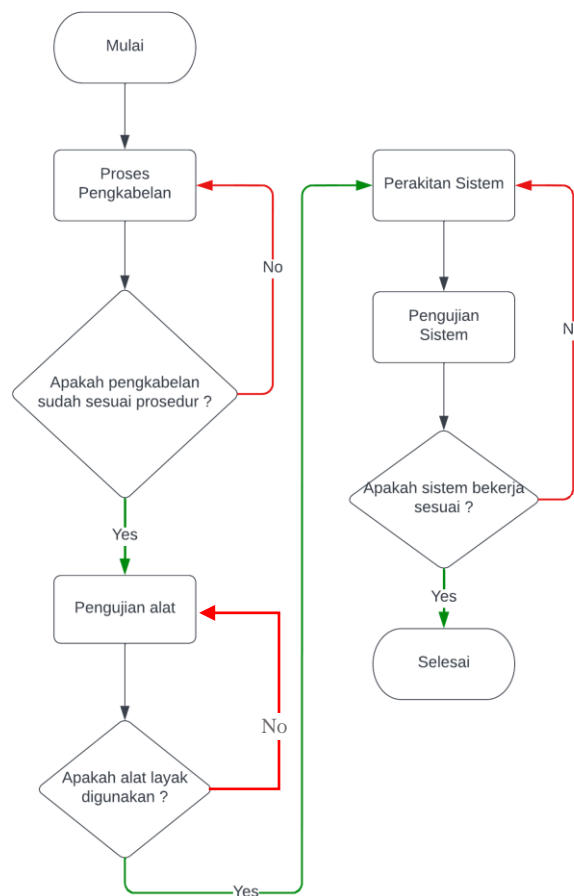 Mulai
Proses
Pengkabelan
No
Apakah pengkabelan
sudah sesuai prosedur ?
Yes
Pengujian alat
No
Apakah alat layak
digunakan ?
Yes
Perakitan Sistem
Pengujian
Sistem
N
Apakah sistem bekerja
sesuai ?
Yes
Selesai